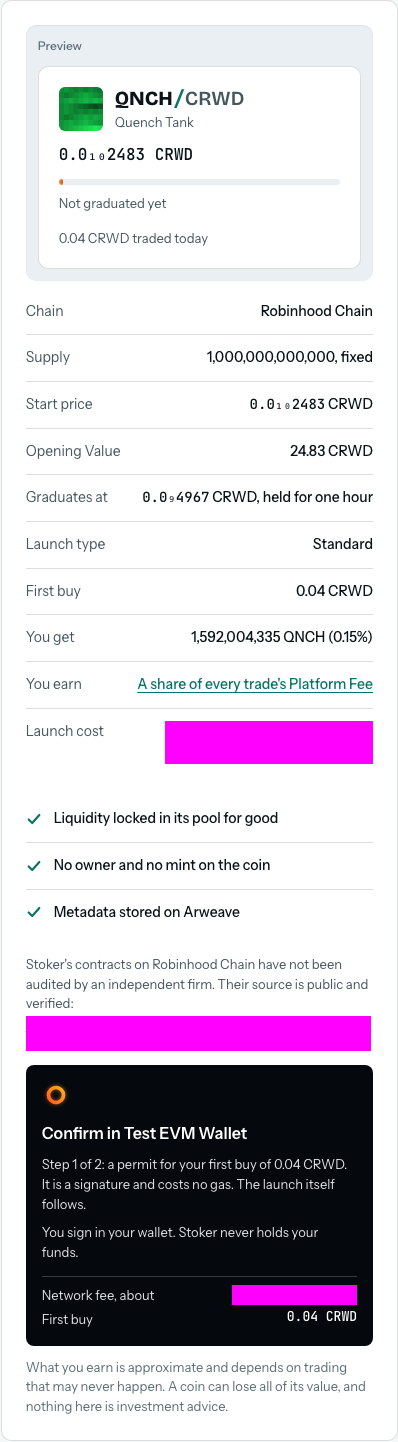 Preview
QNCH/CRWD
Quench Tank
0.0₁₀2483 CRWD
Not graduated yet
0.04 CRWD traded today
Chain Robinhood Chain
Supply 1,000,000,000,000, fixed
Start price 0.0₁₀2483 CRWD
Opening Value 24.83 CRWD
Graduates at 0.0₉4967 CRWD, held for one hour
Launch type Standard
First buy 0.04 CRWD
You get 1,592,004,335 QNCH (0.15%)
You earn A share of every trade's Platform Fee
Launch cost
Liquidity locked in its pool for good
No owner and no mint on the coin
Metadata stored on Arweave
Stoker's contracts on Robinhood Chain have not been
audited by an independent firm. Their source is public and
verified:
Confirm in Test EVM Wallet
Step 1 of 2: a permit for your first buy of 0.04 CRWD.
It is a signature and costs no gas. The launch itself
follows.
You sign in your wallet. Stoker never holds your
funds.
Network fee, about
First buy 0.04 CRWD
What you earn is approximate and depends on trading
that may never happen. A coin can lose all of its value, and
nothing here is investment advice.